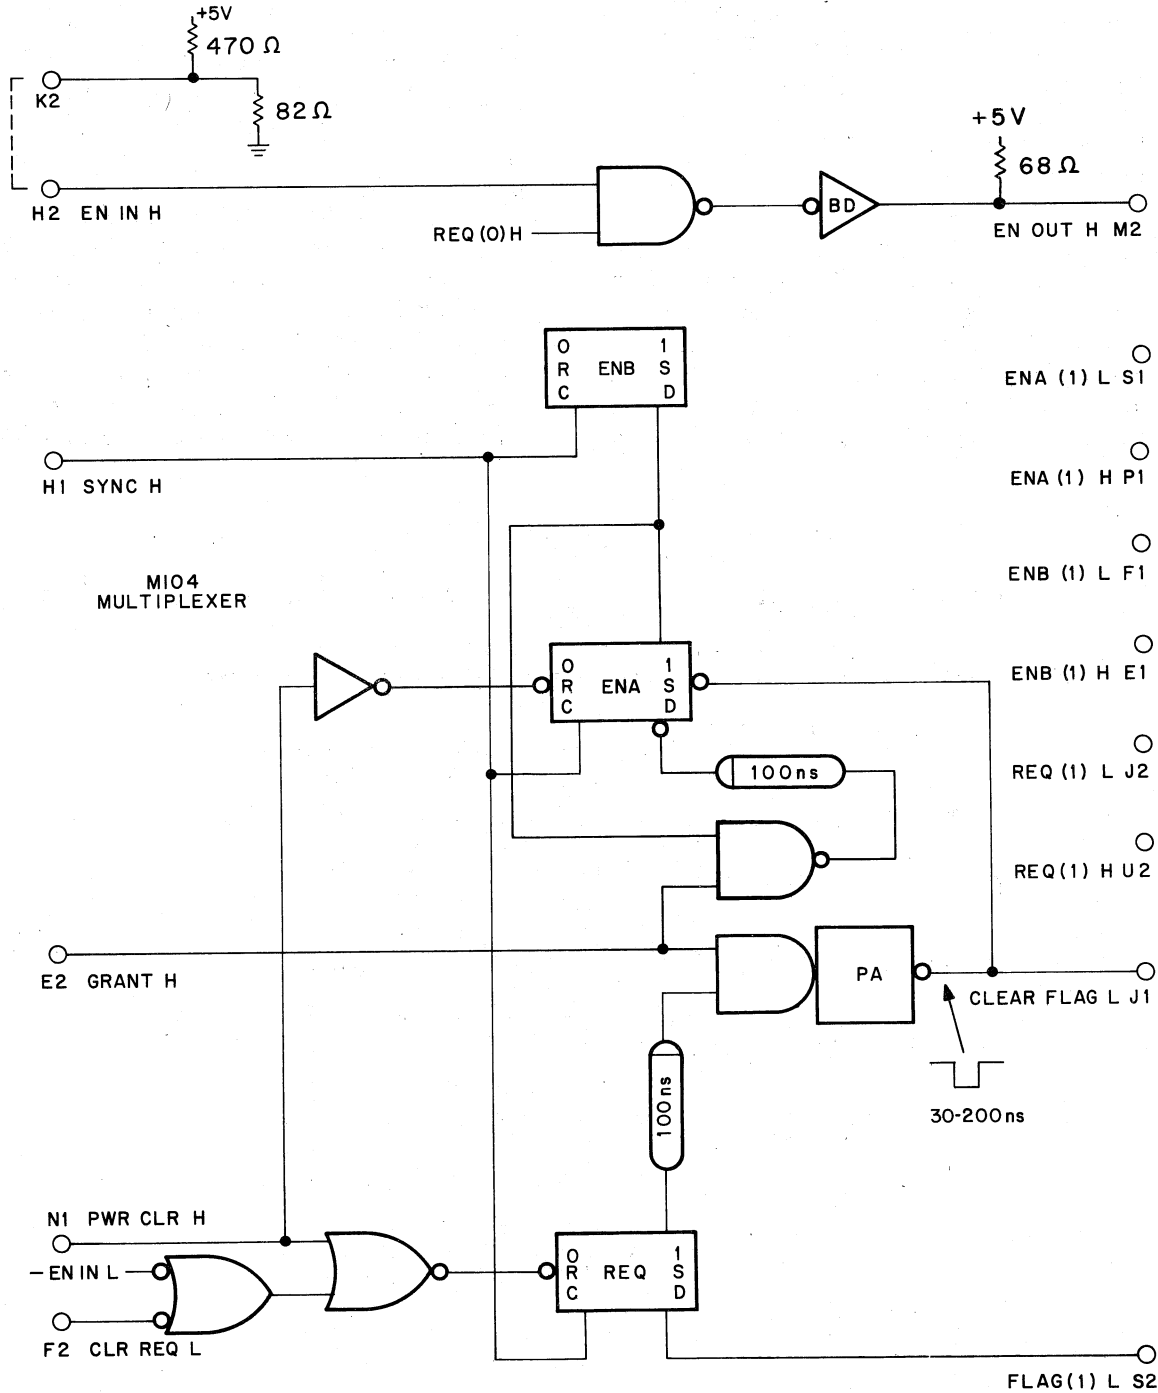 +5V
470 Ω
K2
82 Ω
+5V
68 Ω
H2 EN IN H
REQ(0)H
BD
EN OUT H M2
0 1
R ENB S
C D
ENA (1) L S1
H1 SYNC H
ENA (1) H P1
M104
MULTIPLEXER
ENB (1) L F1
0 1
R ENA S
C D
ENB (1) H E1
100ns
REQ (1) L J2
REQ(1) H U2
E2 GRANT H
PA
CLEAR FLAG L J1
100ns
30-200ns
N1 PWR CLR H
0 1
R REQ S
C D
-EN IN L
F2 CLR REQ L
FLAG(1) L S2